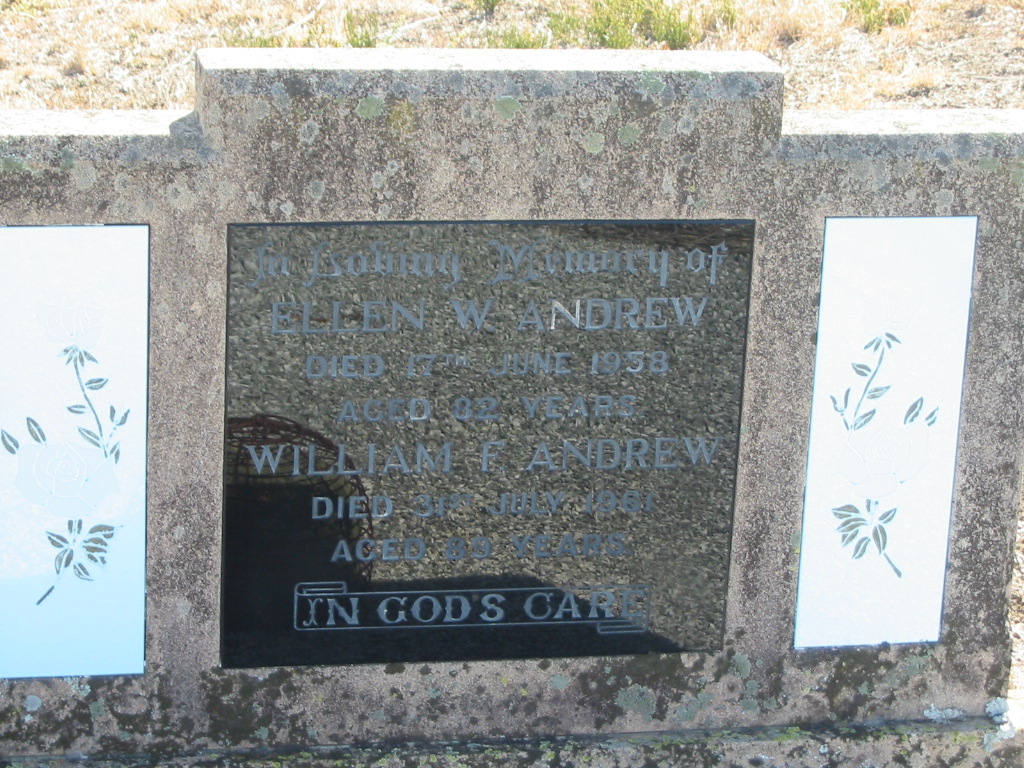 In Loving Memory of
ELLEN W. ANDREW
DIED 17TH JUNE 1958
AGED 82 YEARS.
WILLIAM F. ANDREW
DIED 31ST JULY 1961
AGED 89 YEARS.
IN GOD'S CARE